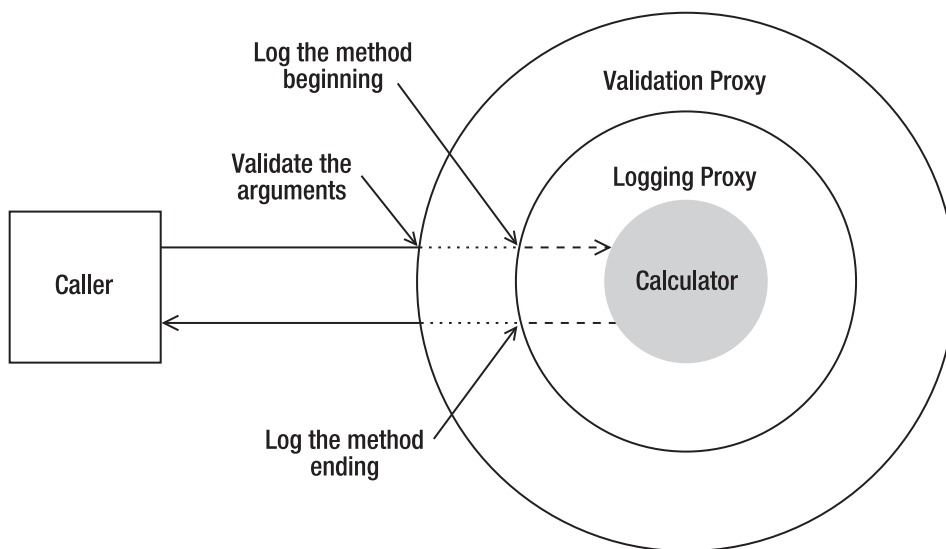 Log the method
beginning
Validation Proxy
Validate the
arguments
Logging Proxy
Caller
Calculator
Log the method
ending